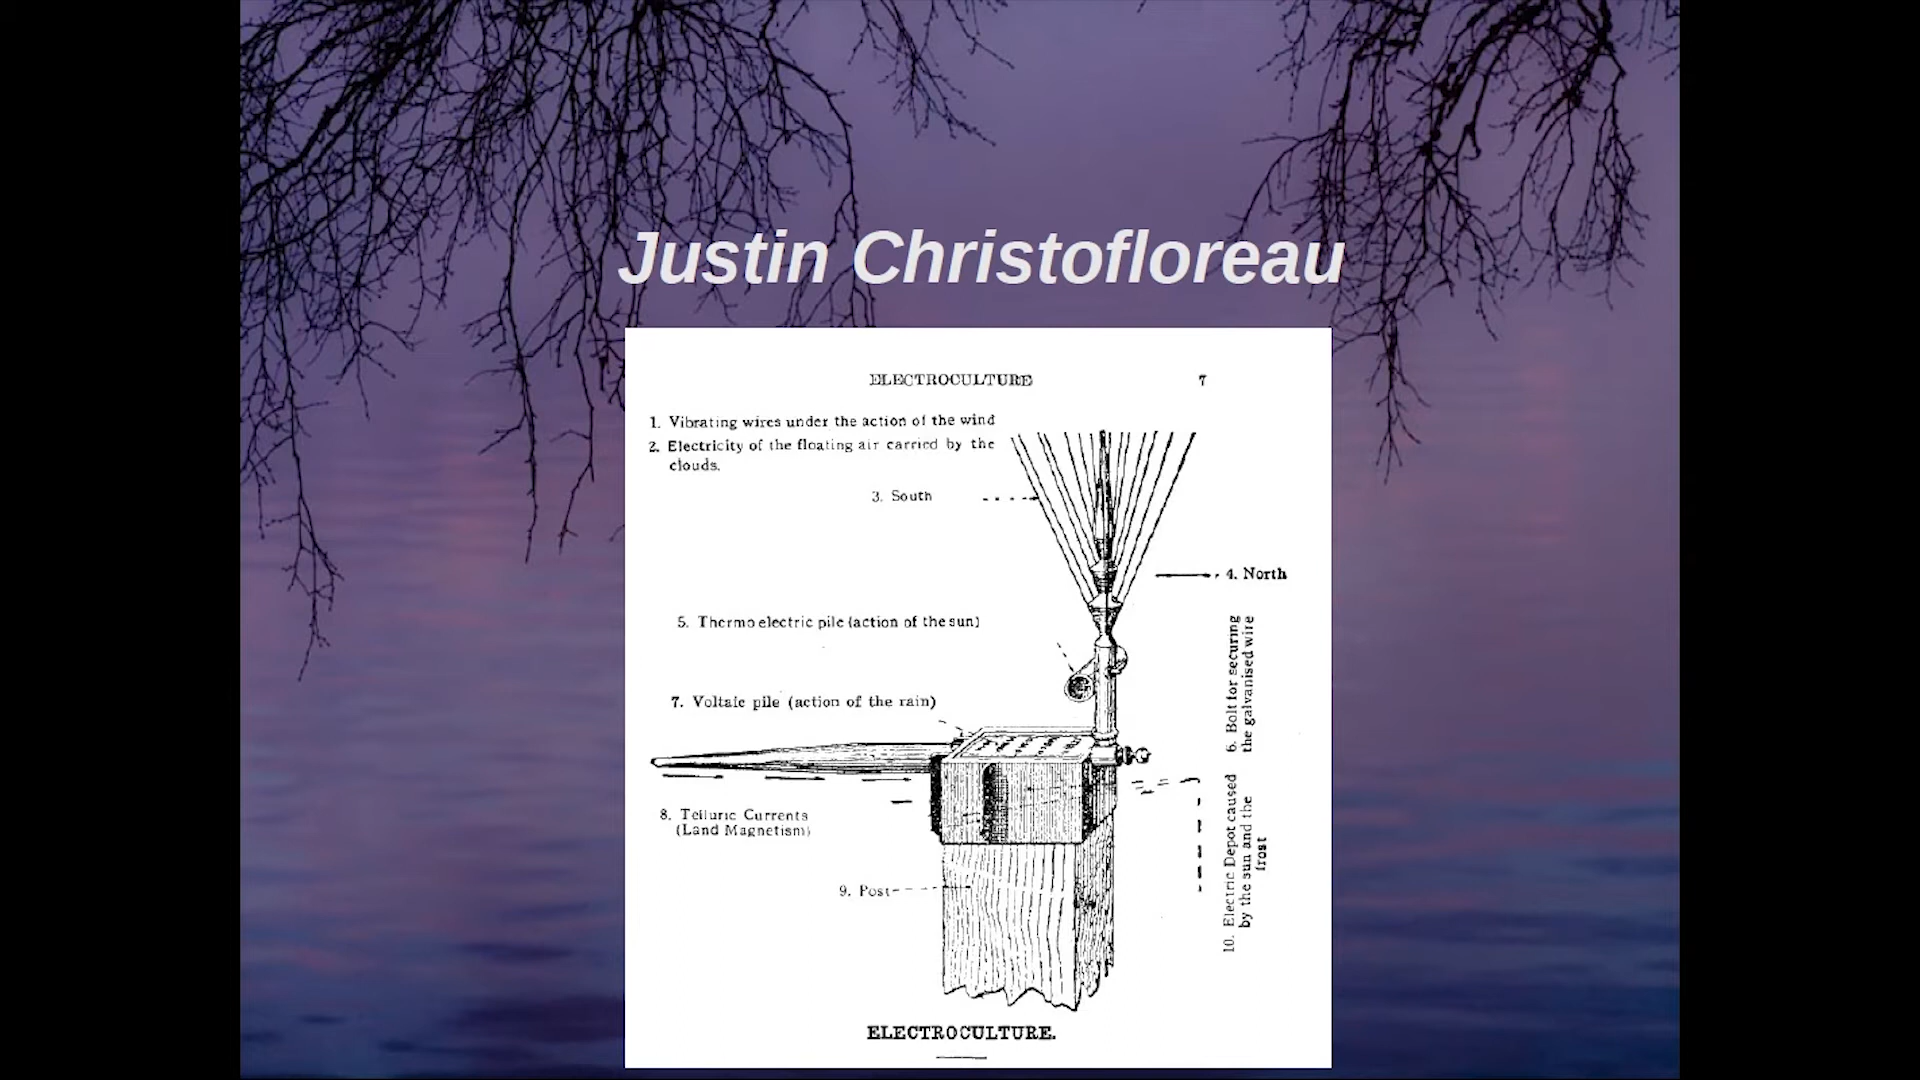 Justin Christofloreau
ELECTROCULTURE 7
1. Vibrating wires under the action of the wind
2. Electricity of the floating air carried by the
clouds.
3. South
4. North
5. Thermo electric pile (action of the sun)
6. Bolt for securing
the galvanised wire
7. Voltaic pile (action of the rain)
8. Telluric Currents
(Land Magnetism)
9. Post
10. Electric Depot caused
by the sun and the
frost
ELECTROCULTURE.